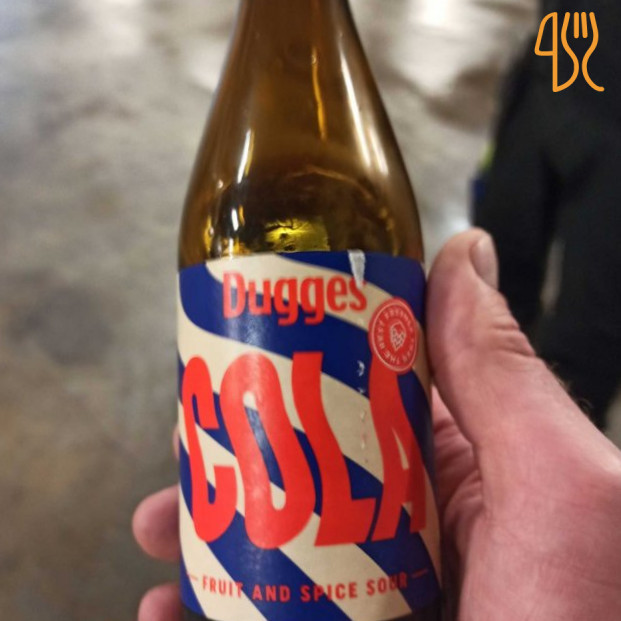 Dugges
COLA
FRUIT AND SPICE SOUR